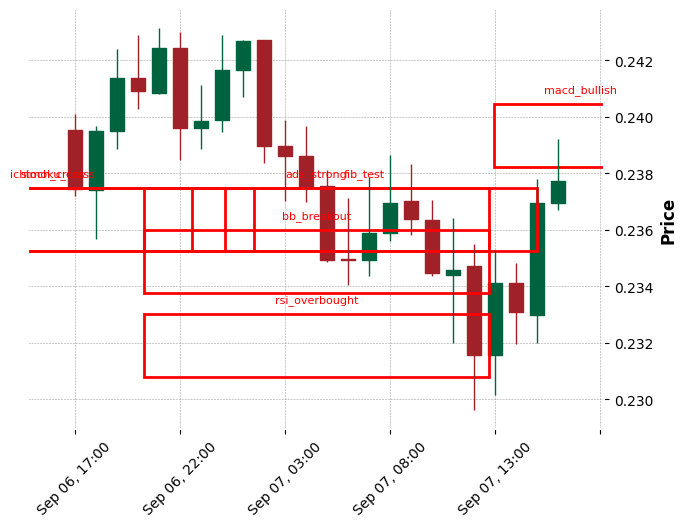 0.242
macd_bullish
0.240
0.238
adx_strong
fib_test
bb_breakout
0.236
Price
0.234
rsi_overbought
0.232
0.230
Sep 06, 17:00
Sep 06, 22:00
Sep 07, 03:00
Sep 07, 08:00
Sep 07, 13:00